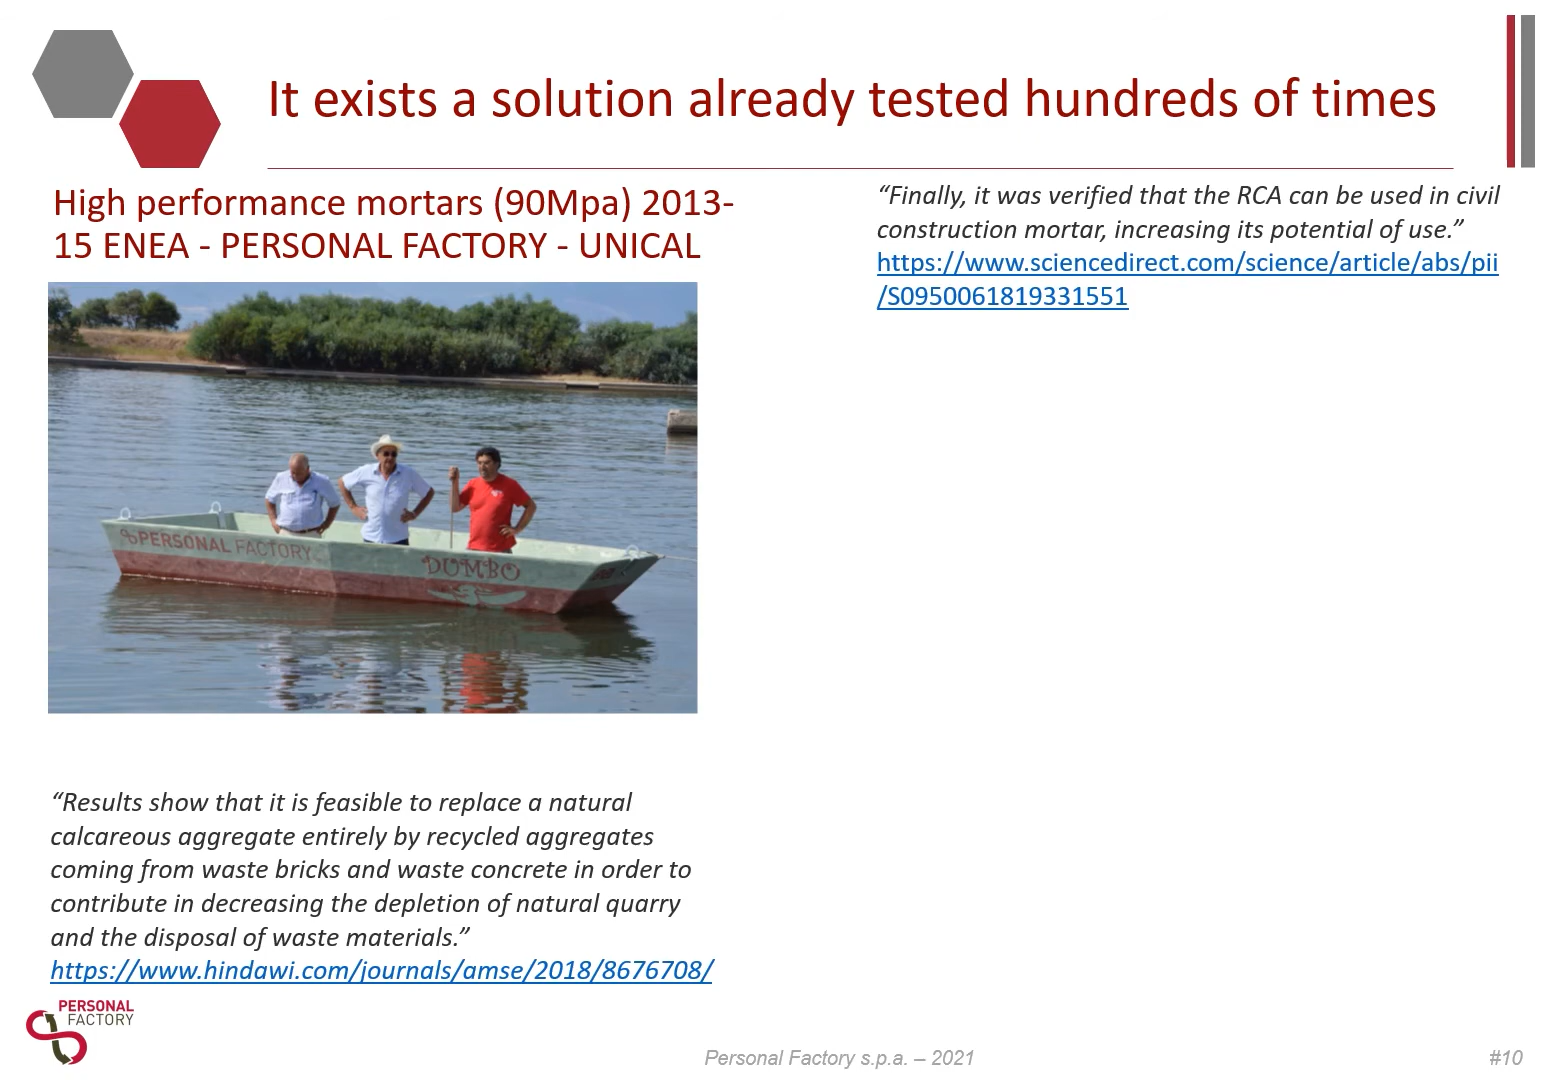 It exists a solution already tested hundreds of times
High performance mortars (90Mpa) 2013-
15 ENEA - PERSONAL FACTORY - UNICAL
PERSONAL FACTORY
DUMBO
“Results show that it is feasible to replace a natural
calcareous aggregate entirely by recycled aggregates
coming from waste bricks and waste concrete in order to
contribute in decreasing the depletion of natural quarry
and the disposal of waste materials.”
https://www.hindawi.com/journals/amse/2018/8676708/
“Finally, it was verified that the RCA can be used in civil
construction mortar, increasing its potential of use.”
https://www.sciencedirect.com/science/article/abs/pii
/S0950061819331551
PERSONAL
FACTORY
Personal Factory s.p.a. – 2021
#10